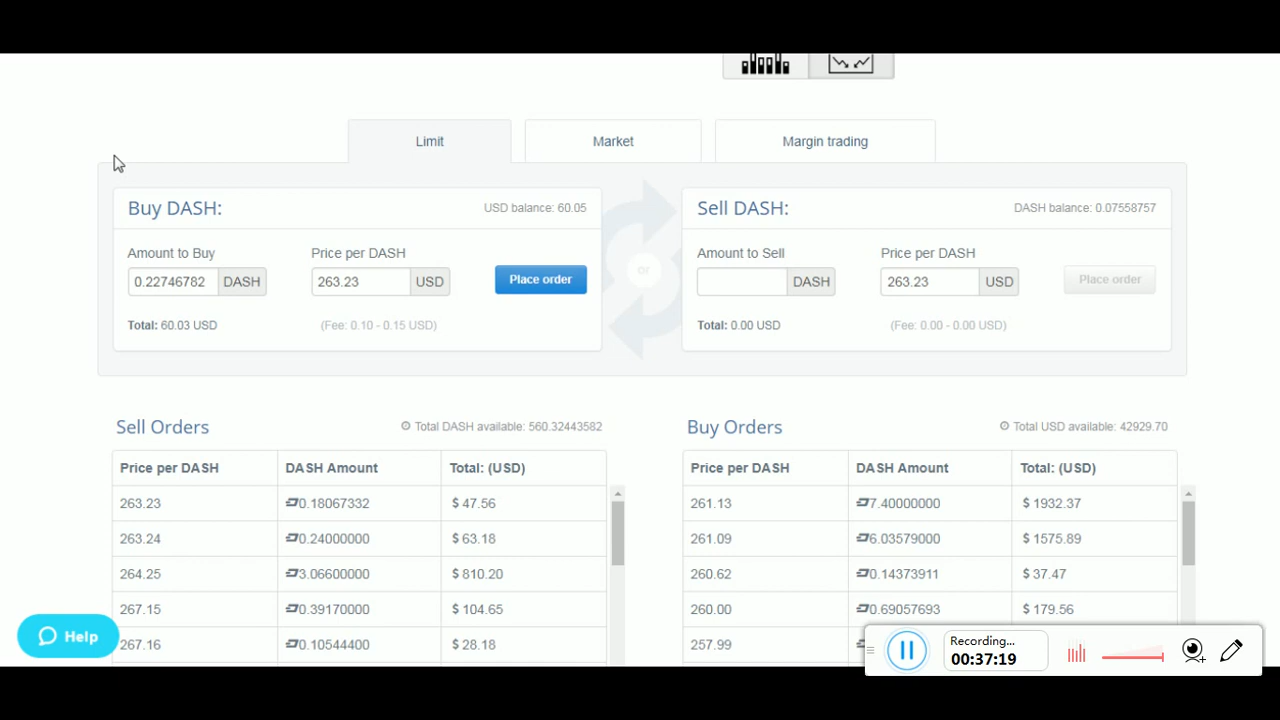 Limit
Market
Margin trading
Buy DASH:
USD balance: 60.05
Amount to Buy
Price per DASH
0.22746782 DASH
263.23 USD
Place order
Total: 60.03 USD
(Fee: 0.10 - 0.15 USD)
or
Sell DASH:
DASH balance: 0.07558757
Amount to Sell
Price per DASH
DASH
263.23 USD
Place order
Total: 0.00 USD
(Fee: 0.00 - 0.00 USD)
Sell Orders
Total DASH available: 560.32443582
Price per DASH DASH Amount Total: (USD)
263.23 0.18067332 $ 47.56
263.24 0.24000000 $ 63.18
264.25 3.06600000 $ 810.20
267.15 0.39170000 $ 104.65
267.16 0.10544400 $ 28.18
Buy Orders
Total USD available: 42929.70
Price per DASH DASH Amount Total: (USD)
261.13 7.40000000 $ 1932.37
261.09 6.03579000 $ 1575.89
260.62 0.14373911 $ 37.47
260.00 0.69057693 $ 179.56
257.99
Help
Recording...
00:37:19